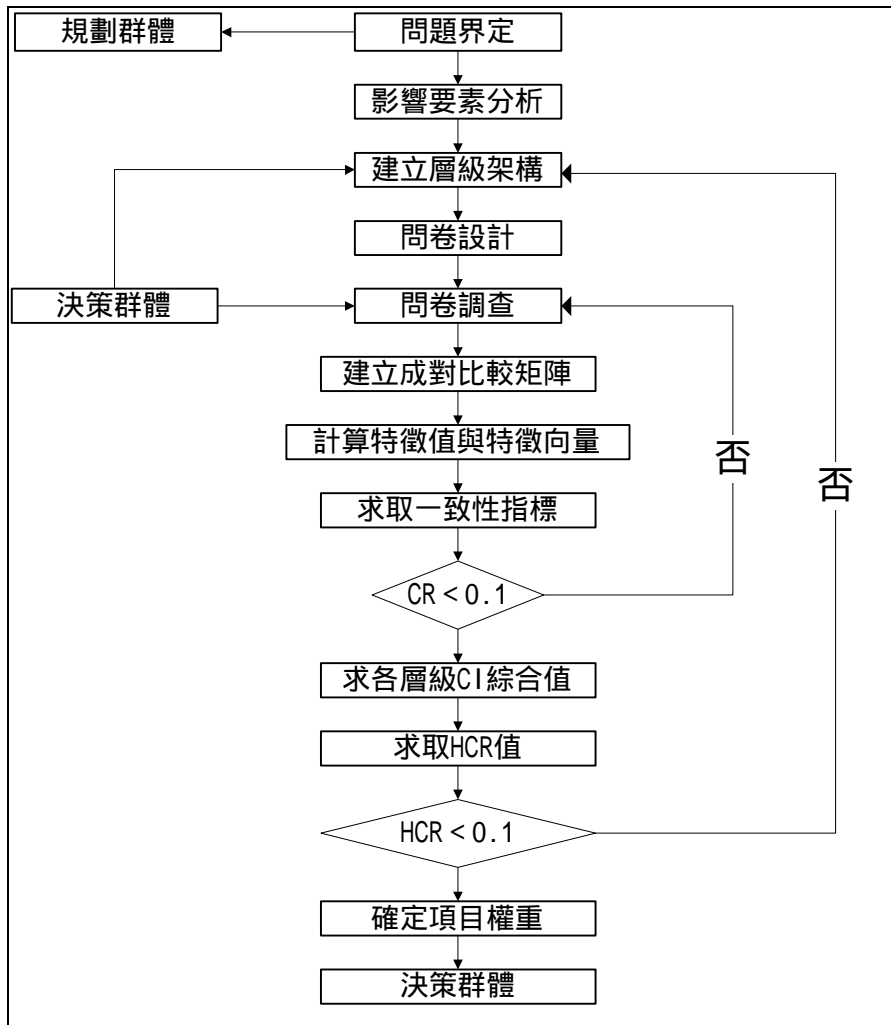 規劃群體
問題界定
影響要素分析
建立層級架構
問卷設計
決策群體
問卷調查
建立成對比較矩陣
計算特徵值與特徵向量
否
否
求取一致性指標
CR<0.1
求各層級CI綜合值
求取HCR值
HCR<0.1
確定項目權重
決策群體